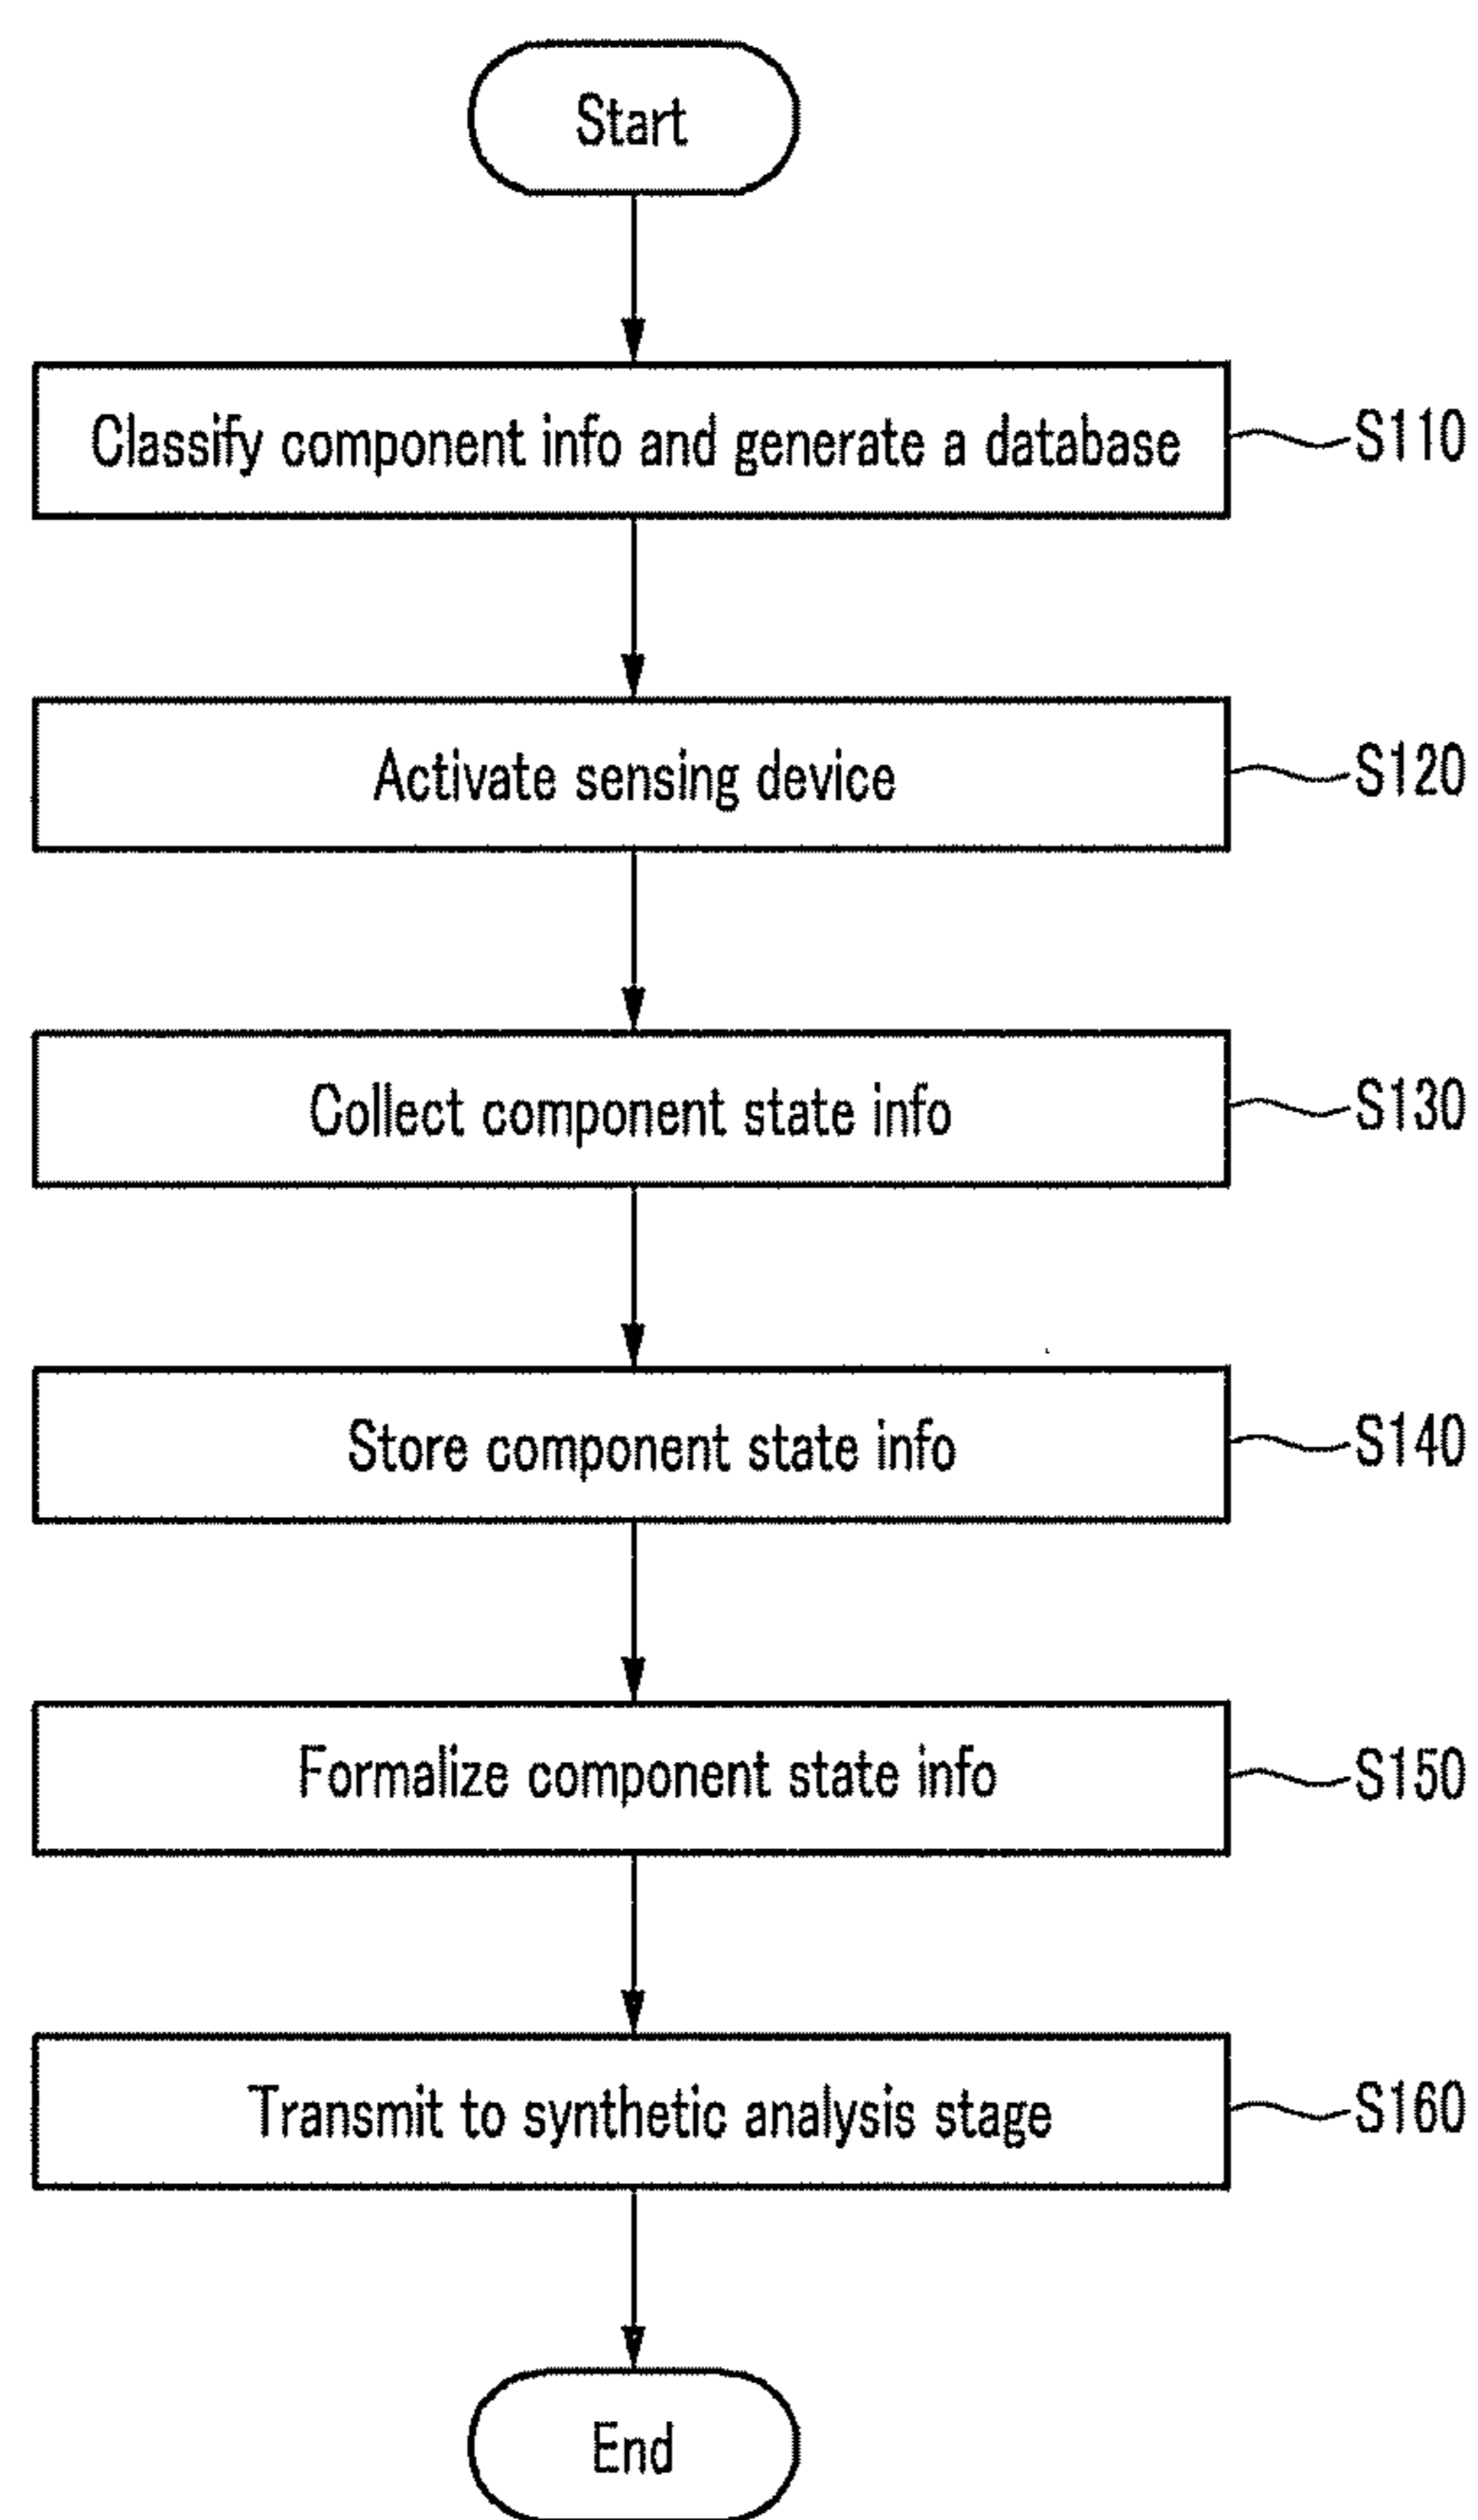 Start
Classify component info and generate a database
S110
Activate sensing device
S120
Collect component state info
S130
Store component state info
S140
Formalize component state info
S150
Transmit to synthetic analysis stage
S160
End